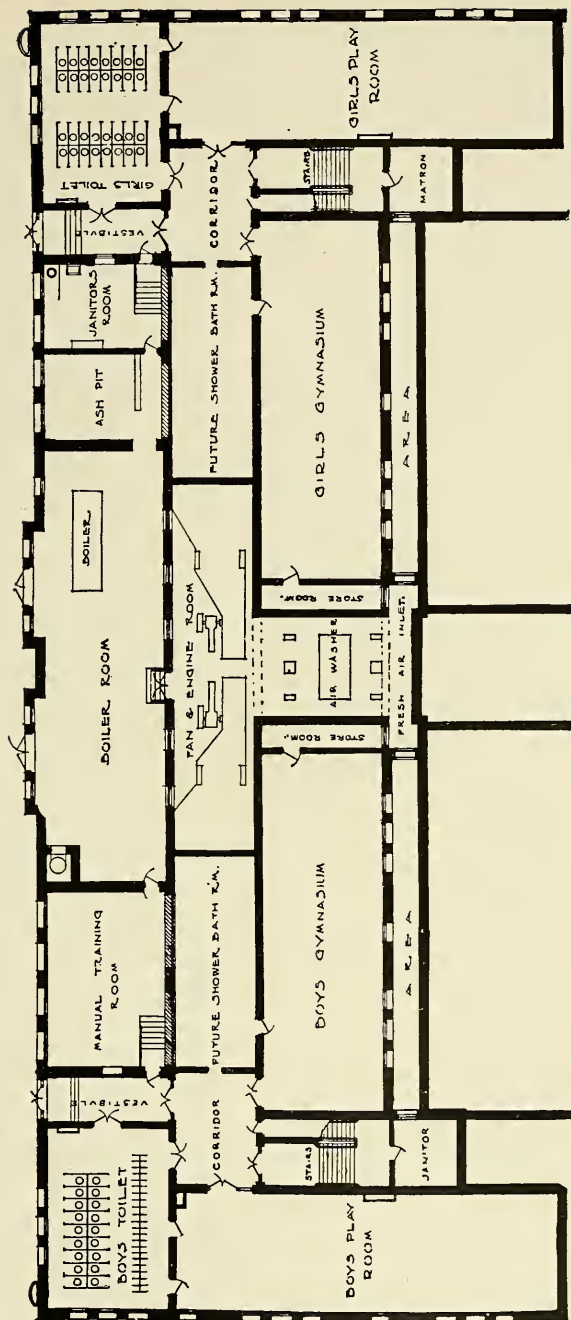 BOYS TOILET
VESTIBVLE
MANUAL TRAINING
ROOM
BOILER ROOM
BOILER.
ASH PIT
JANITORS
ROOM
VESTIBVLE
GIRLS TOILET
CORRIDOR
FUTURE SHOWER BATH RM.
FAN & ENGINE ROOM
FUTURE SHOWER BATH RM.
CORRIDOR
BOYS PLAY
ROOM
STAIRS
JANITOR
BOYS GYMNASIUM
STORE ROOM.
AIR WASHER
STORE ROOM.
GIRLS GYMNASIUM
STAIRS
MATRON
GIRLS PLAY
ROOM
AREA
FRESH AIR INLET.
AREA